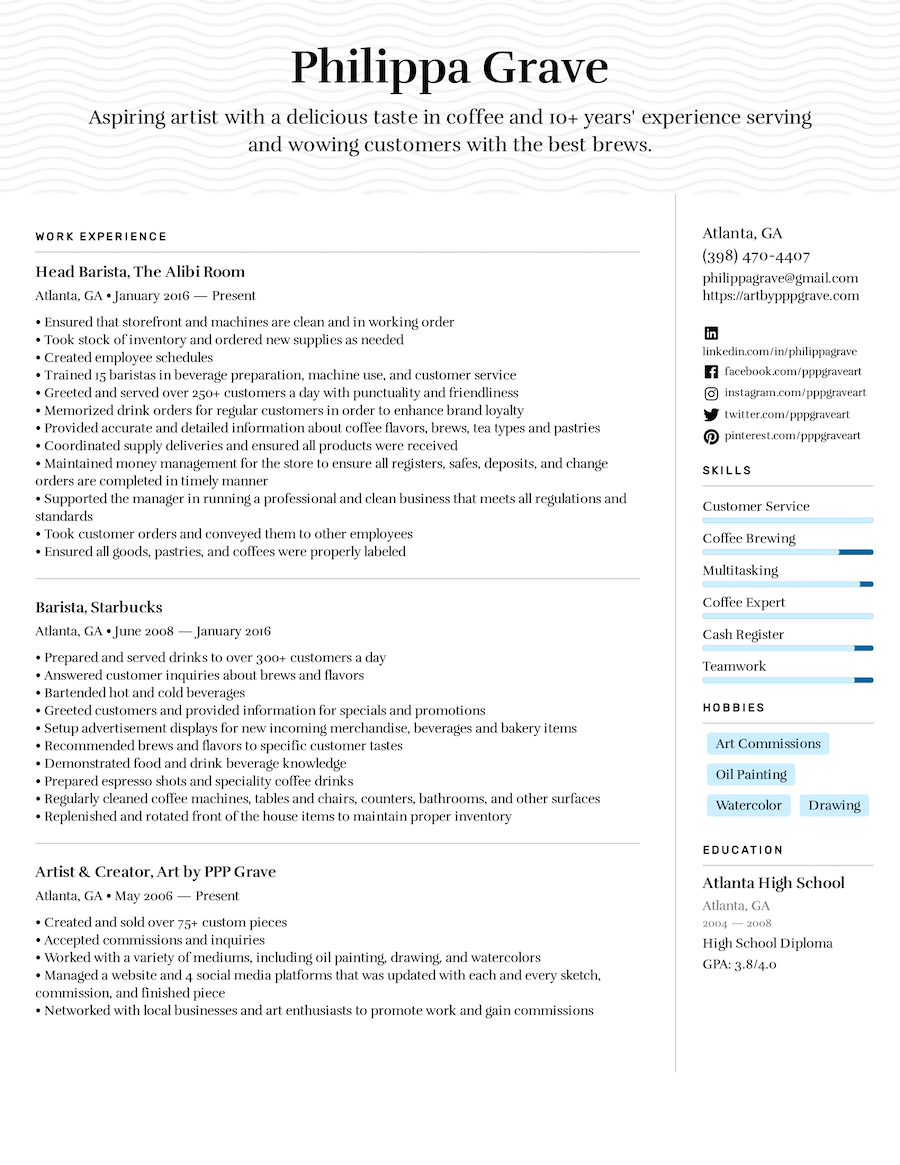 Philippa Grave
Aspiring artist with a delicious taste in coffee and 10+ years' experience serving
and wowing customers with the best brews.
WORK EXPERIENCE
Head Barista, The Alibi Room
Atlanta, GA • January 2016 — Present
• Ensured that storefront and machines are clean and in working order
• Took stock of inventory and ordered new supplies as needed
• Created employee schedules
• Trained 15 baristas in beverage preparation, machine use, and customer service
• Greeted and served over 250+ customers a day with punctuality and friendliness
• Memorized drink orders for regular customers in order to enhance brand loyalty
• Provided accurate and detailed information about coffee flavors, brews, tea types and pastries
• Coordinated supply deliveries and ensured all products were received
• Maintained money management for the store to ensure all registers, safes, deposits, and change
orders are completed in timely manner
• Supported the manager in running a professional and clean business that meets all regulations and
standards
• Took customer orders and conveyed them to other employees
• Ensured all goods, pastries, and coffees were properly labeled
Barista, Starbucks
Atlanta, GA • June 2008 — January 2016
• Prepared and served drinks to over 300+ customers a day
• Answered customer inquiries about brews and flavors
• Bartended hot and cold beverages
• Greeted customers and provided information for specials and promotions
• Setup advertisement displays for new incoming merchandise, beverages and bakery items
• Recommended brews and flavors to specific customer tastes
• Demonstrated food and drink beverage knowledge
• Prepared espresso shots and speciality coffee drinks
• Regularly cleaned coffee machines, tables and chairs, counters, bathrooms, and other surfaces
• Replenished and rotated front of the house items to maintain proper inventory
Artist & Creator, Art by PPP Grave
Atlanta, GA • May 2006 — Present
• Created and sold over 75+ custom pieces
• Accepted commissions and inquiries
• Worked with a variety of mediums, including oil painting, drawing, and watercolors
• Managed a website and 4 social media platforms that was updated with each and every sketch,
commission, and finished piece
• Networked with local businesses and art enthusiasts to promote work and gain commissions
Atlanta, GA
(398) 470-4407
philippagrave@gmail.com
https://artbypppgrave.com
linkedin.com/in/philippagrave
facebook.com/pppgraveart
instagram.com/pppgraveart
twitter.com/pppgraveart
pinterest.com/pppgraveart
SKILLS
Customer Service
Coffee Brewing
Multitasking
Coffee Expert
Cash Register
Teamwork
HOBBIES
Art Commissions
Oil Painting
Watercolor Drawing
EDUCATION
Atlanta High School
Atlanta, GA
2004 — 2008
High School Diploma
GPA: 3.8/4.0